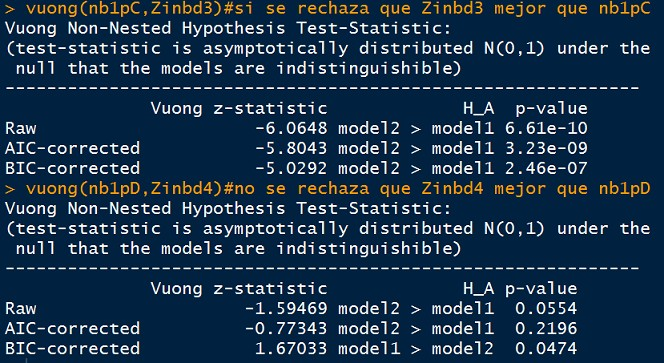 > vuong(nb1pC,Zinbd3)#si se rechaza que Zinbd3 mejor que nb1pC
Vuong Non-Nested Hypothesis Test-Statistic:
(test-statistic is asymptotically distributed N(0,1) under the
null that the models are indistinguishible)
-------------------------------------------------------------
Vuong z-statistic H_A p-value
Raw -6.0648 model2 > model1 6.61e-10
AIC-corrected -5.8043 model2 > model1 3.23e-09
BIC-corrected -5.0292 model2 > model1 2.46e-07
> vuong(nb1pD,Zinbd4)#no se rechaza que Zinbd4 mejor que nb1pD
Vuong Non-Nested Hypothesis Test-Statistic:
(test-statistic is asymptotically distributed N(0,1) under the
null that the models are indistinguishible)
-------------------------------------------------------------
Vuong z-statistic H_A p-value
Raw -1.59469 model2 > model1 0.0554
AIC-corrected -0.77343 model2 > model1 0.2196
BIC-corrected 1.67033 model1 > model2 0.0474